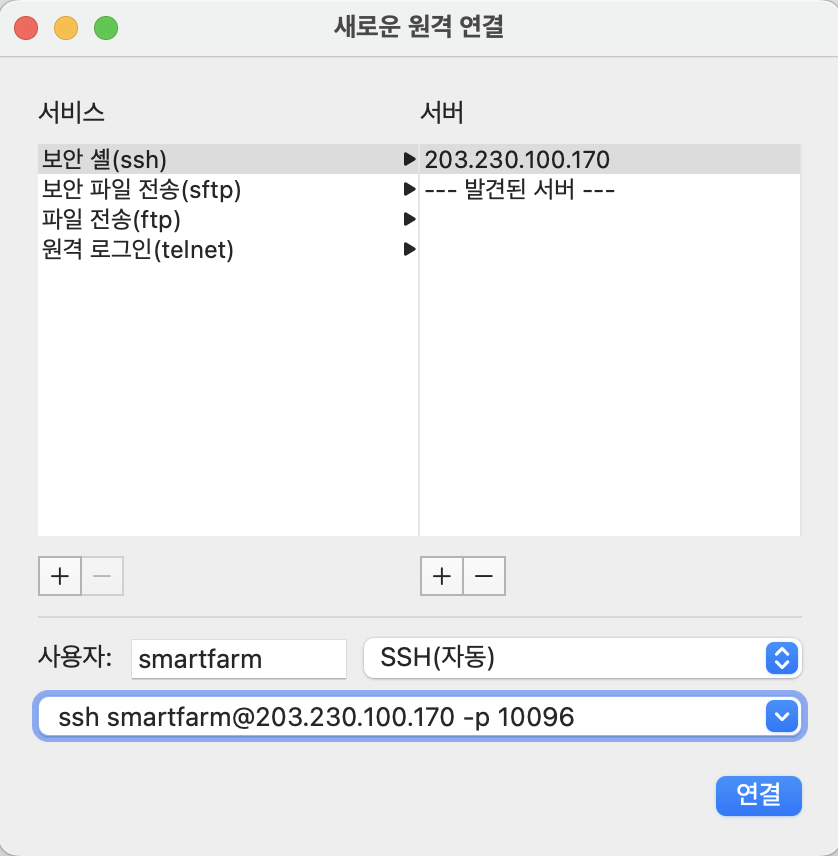 새로운 원격 연결
서비스
서버
보안 셸(ssh)
203.230.100.170
보안 파일 전송(sftp)
--- 발견된 서버 ---
파일 전송(ftp)
원격 로그인(telnet)
사용자:
smartfarm
SSH(자동)
ssh smartfarm@203.230.100.170 -p 10096
연결